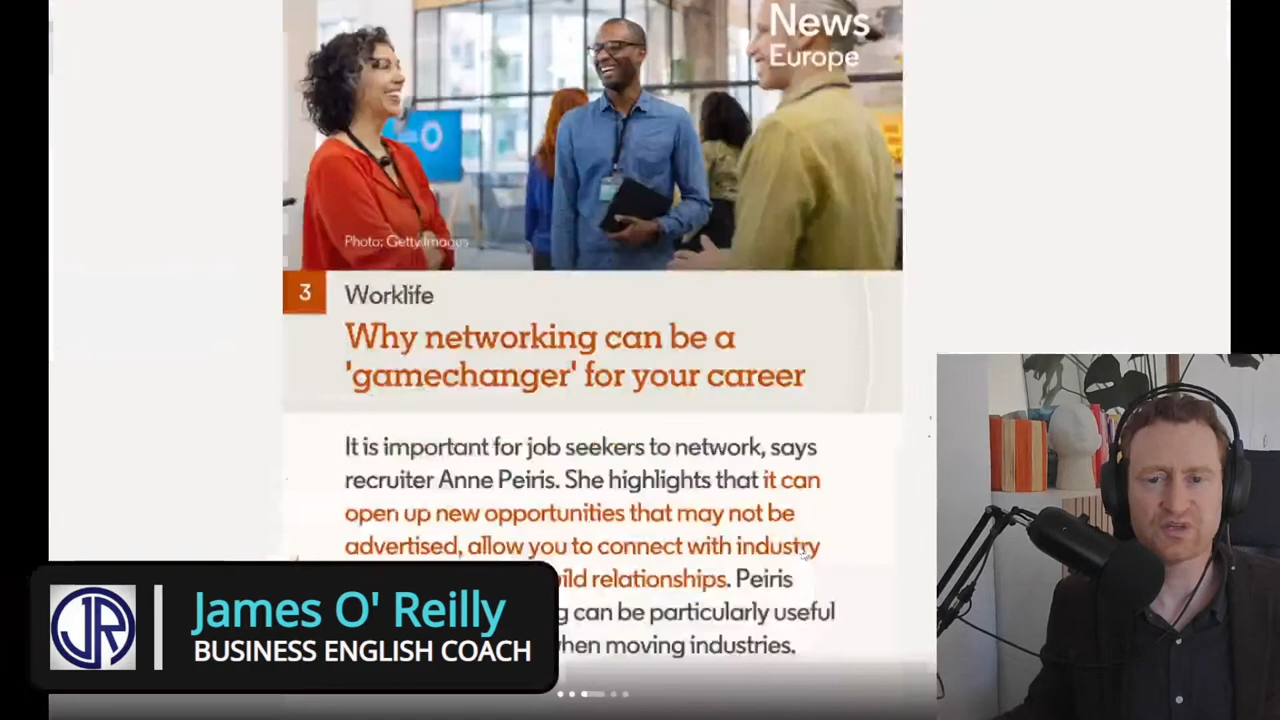 News
Europe
Photo: Getty Images
3
Worklife
Why networking can be a
'gamechanger' for your career
It is important for job seekers to network, says
recruiter Anne Peiris. She highlights that it can
open up new opportunities that may not be
advertised, allow you to connect with industry
relationships. Peiris
can be particularly useful
when moving industries.
JR
James O' Reilly
BUSINESS ENGLISH COACH